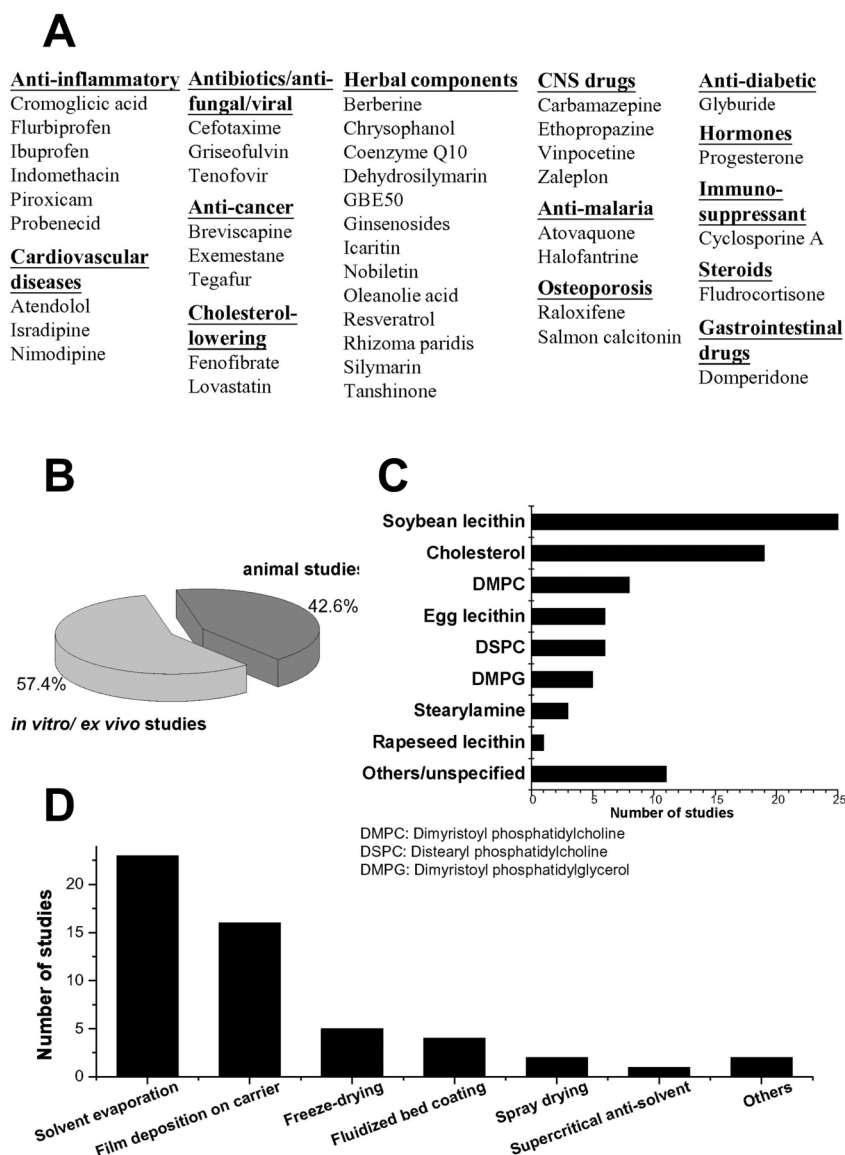 A
Anti-inflammatory
Cromoglicic acid
Flurbiprofen
Ibuprofen
Indomethacin
Piroxicam
Probenecid
Cardiovascular
diseases
Atendolol
Isradipine
Nimodipine
Antibiotics/anti-
fungal/viral
Cefotaxime
Griseofulvin
Tenofovir
Anti-cancer
Breviscapine
Exemestane
Tegafur
Cholesterol-
lowering
Fenofibrate
Lovastatin
Herbal components
Berberine
Chrysophanol
Coenzyme Q10
Dehydrosilymarin
GBE50
Ginsenosides
Icaritin
Nobiletin
Oleanolie acid
Resveratrol
Rhizoma paridis
Silymarin
Tanshinone
CNS drugs
Carbamazepine
Ethopropazine
Vinpocetine
Zaleplon
Anti-malaria
Atovaquone
Halofantrine
Osteoporosis
Raloxifene
Salmon calcitonin
Anti-diabetic
Glyburide
Hormones
Progesterone
Immuno-
suppressant
Cyclosporine A
Steroids
Fludrocortisone
Gastrointestinal
drugs
Domperidone
B
animal studies
42.6%
57.4%
in vitro/ ex vivo studies
C
Soybean lecithin
Cholesterol
DMPC
Egg lecithin
DSPC
DMPG
Stearylamine
Rapeseed lecithin
Others/unspecified
0 5 10 15 20 25
Number of studies
DMPC: Dimyristoyl phosphatidylcholine
DSPC: Distearyl phosphatidylcholine
DMPG: Dimyristoyl phosphatidylglycerol
D
Number of studies
20
15
10
5
0
Solvent evaporation
Film deposition on carrier
Freeze-drying
Fluidized bed coating
Spray drying
Supercritical anti-solvent
Others